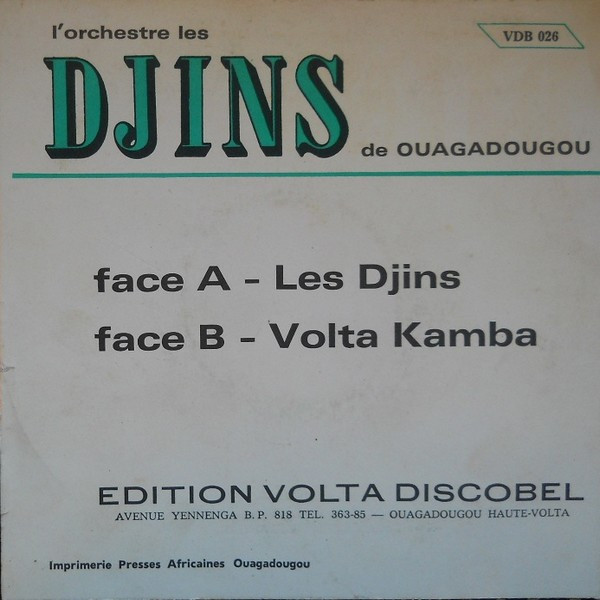 l'orchestre les
VDB 026
DJINS
de OUAGADOUGOU
face A - Les Djins
face B - Volta Kamba
EDITION VOLTA DISCOBEL
AVENUE YENNENGA B.P. 818 TEL. 363-85 — OUAGADOUGOU HAUTE-VOLTA
Imprimerie Presses Africaines Ouagadougou